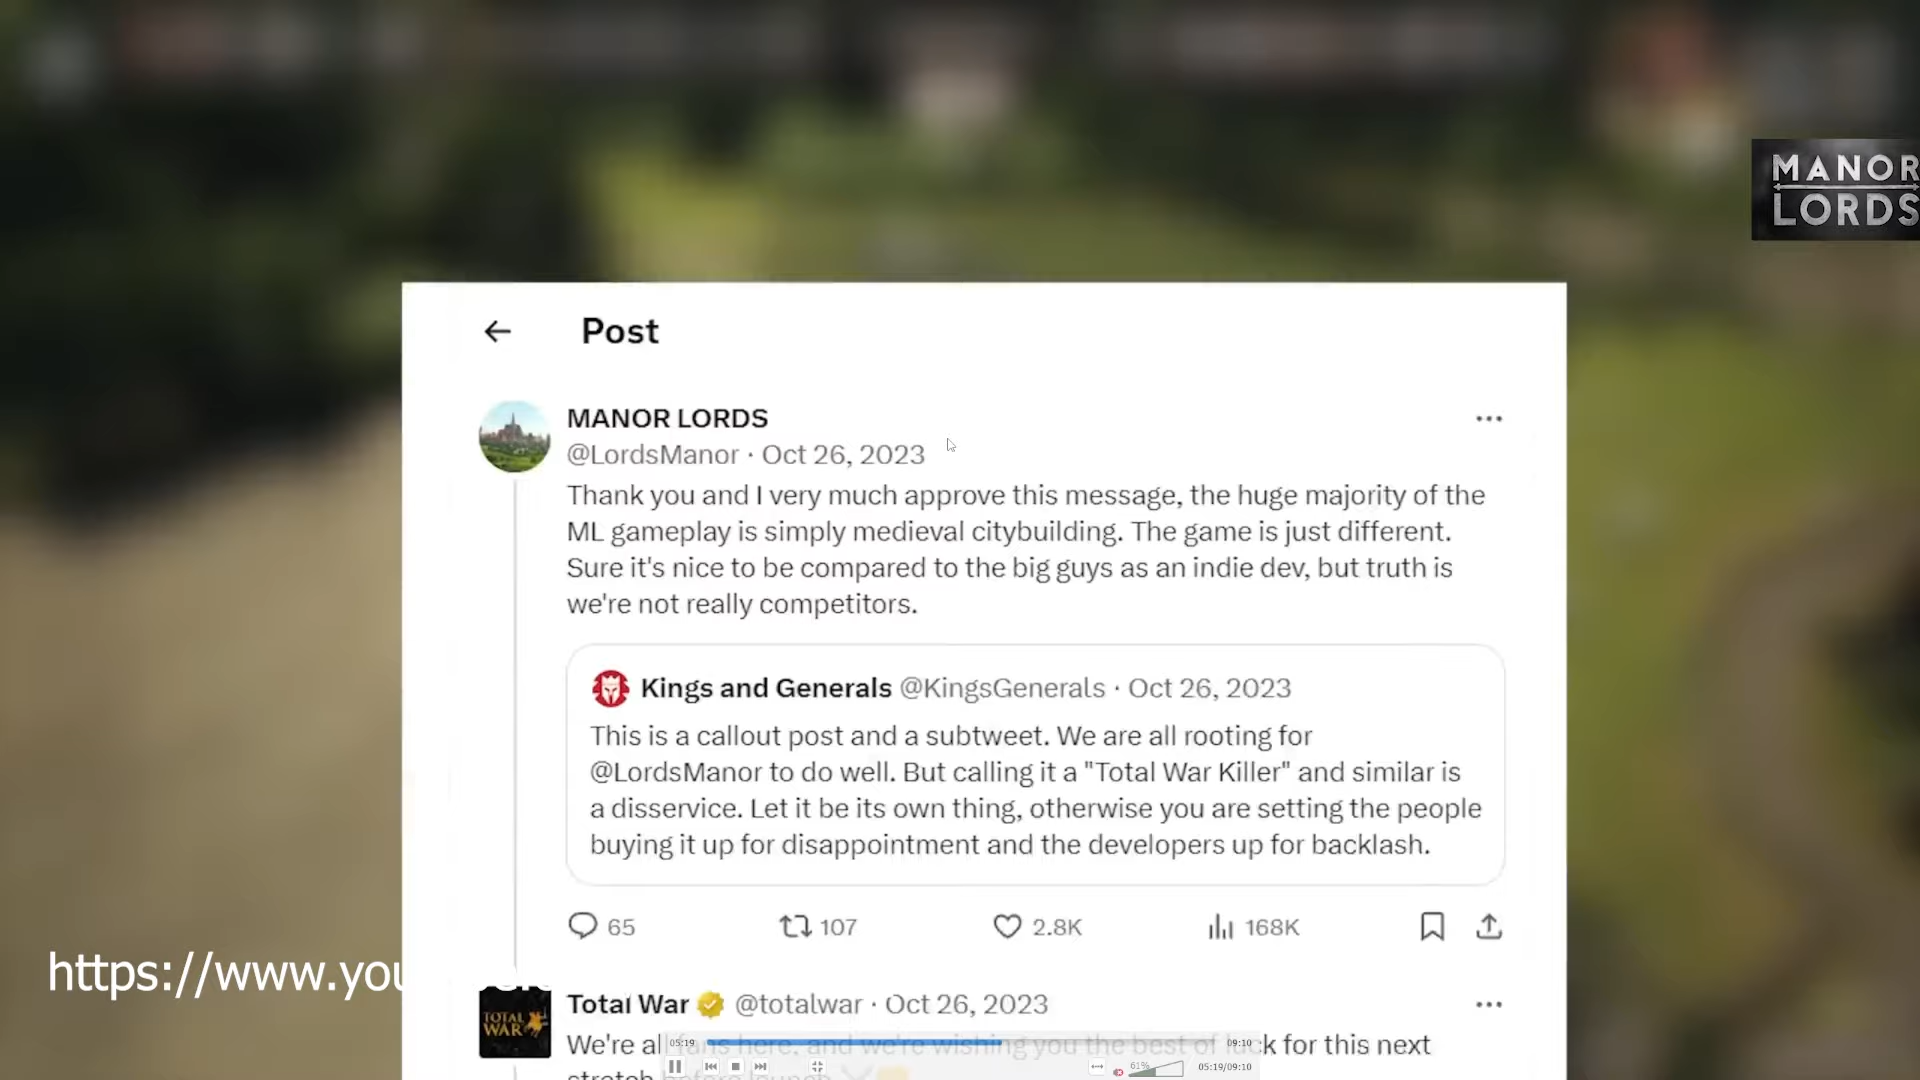 MANOR
LORDS
Post
MANOR LORDS
@LordsManor · Oct 26, 2023
Thank you and I very much approve this message, the huge majority of the
ML gameplay is simply medieval citybuilding. The game is just different.
Sure it's nice to be compared to the big guys as an indie dev, but truth is
we're not really competitors.
Kings and Generals @KingsGenerals · Oct 26, 2023
This is a callout post and a subtweet. We are all rooting for
@LordsManor to do well. But calling it a "Total War Killer" and similar is
a disservice. Let it be its own thing, otherwise you are setting the people
buying it up for disappointment and the developers up for backlash.
65 107 2.8K 168K
https://www.you
TOTAL
WAR
Total War @totalwar · Oct 26, 2023
We're all fans here, and we're wishing you the best of luck for this next
stretch before launch
05:19 09:10
61% 05:19/09:10